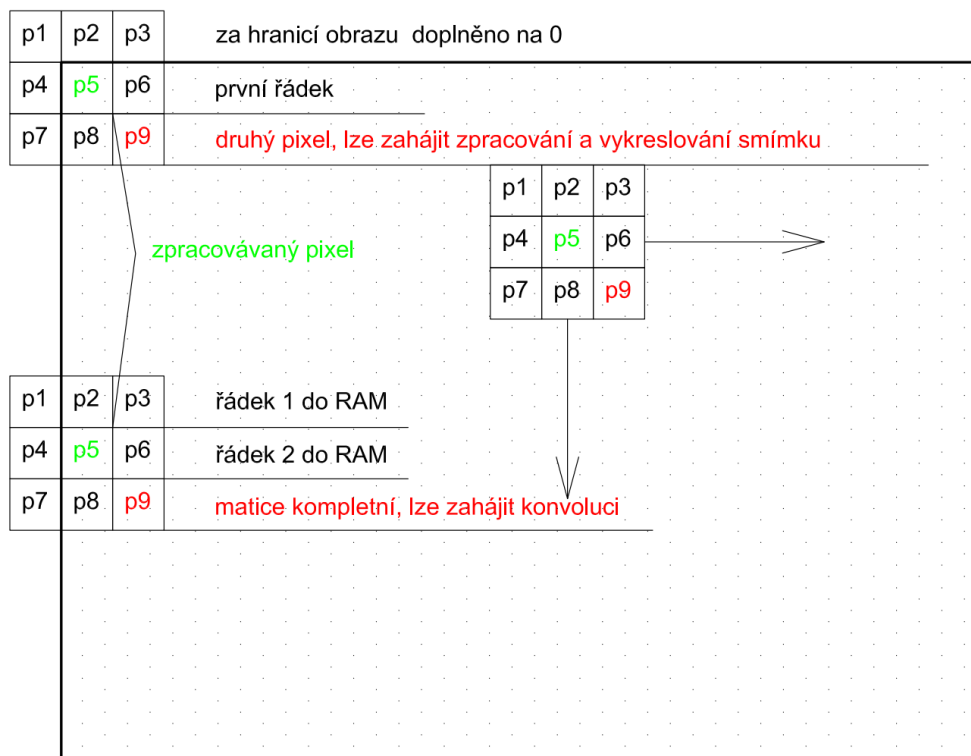 p1 p2 p3 za hranicí obrazu doplněno na 0
p4 p5 p6 první řádek
p7 p8 p9 druhý pixel, lze zahájit zpracování a vykreslování smímku
p1 p2 p3
p4 p5 p6
p7 p8 p9
zpracovávaný pixel
p1 p2 p3 řádek 1 do RAM
p4 p5 p6 řádek 2 do RAM
p7 p8 p9 matice kompletní, lze zahájit konvoluci